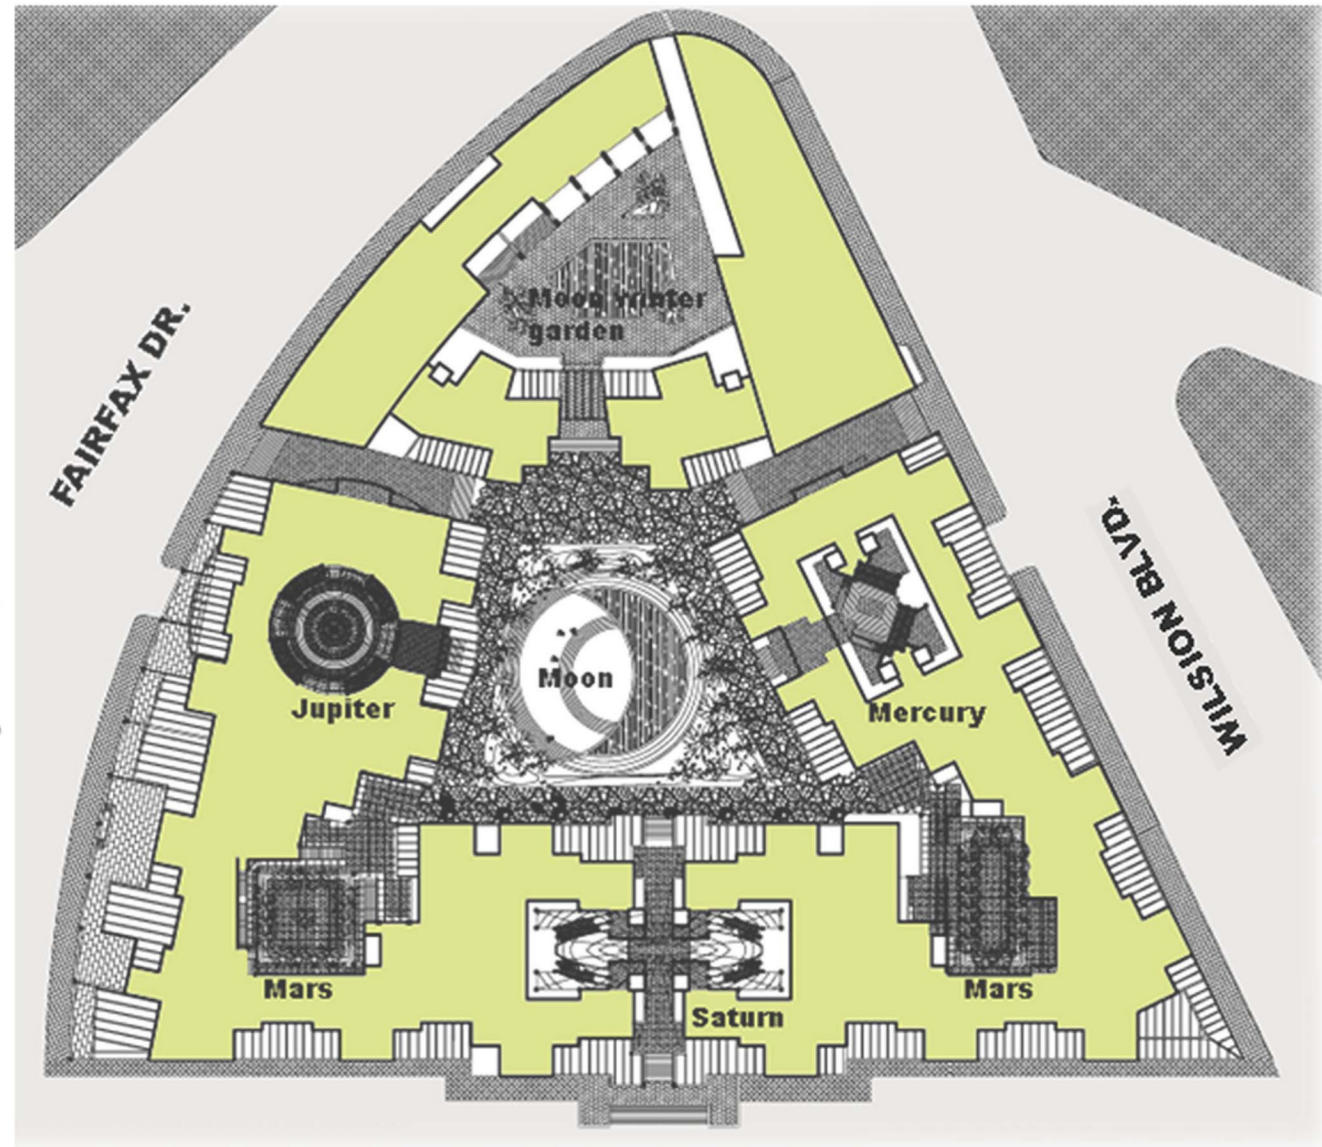 Moon winter
garden
FAIRFAX DR.
WILSION BLVD.
Moon
Jupiter
Mercury
Mars
Mars
Saturn